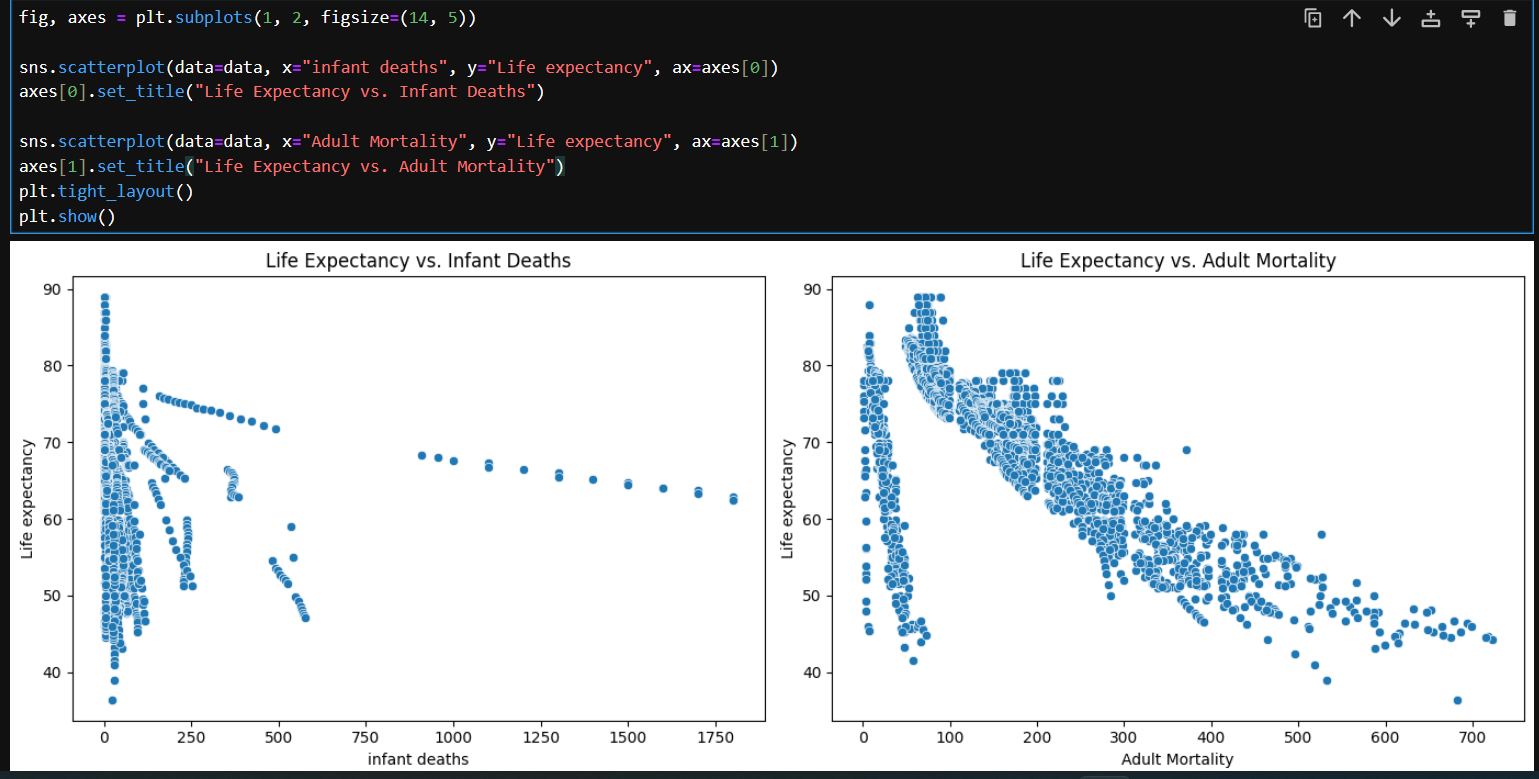 fig, axes = plt.subplots(1, 2, figsize=(14, 5))
sns.scatterplot(data=data, x="infant deaths", y="Life expectancy", ax=axes[0])
axes[0].set_title("Life Expectancy vs. Infant Deaths")
sns.scatterplot(data=data, x="Adult Mortality", y="Life expectancy", ax=axes[1])
axes[1].set_title("Life Expectancy vs. Adult Mortality")
plt.tight_layout()
plt.show()
Life Expectancy vs. Infant Deaths
90
80
70
60
50
40
Life expectancy
0 250 500 750 1000 1250 1500 1750
infant deaths
Life Expectancy vs. Adult Mortality
90
80
70
60
50
40
Life expectancy
0 100 200 300 400 500 600 700
Adult Mortality